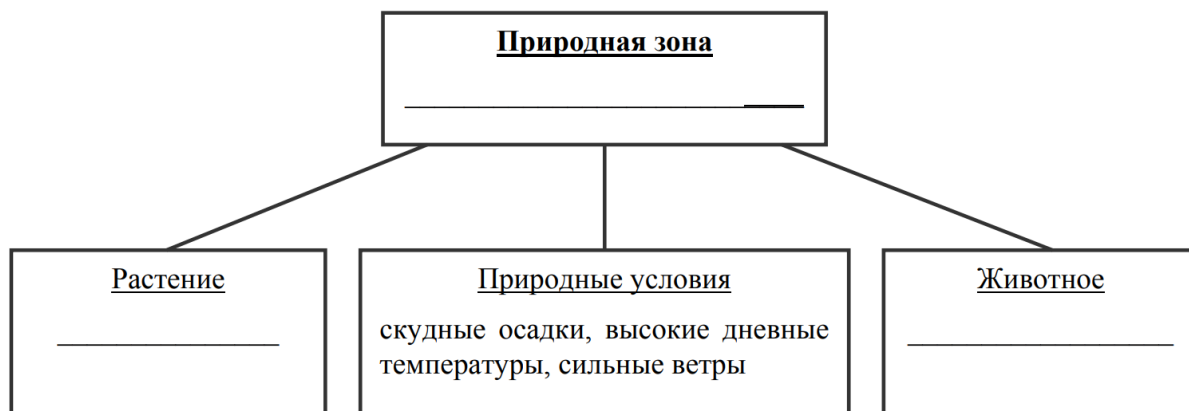 Природная зона
Растение
Природные условия
скудные осадки, высокие дневные
температуры, сильные ветры
Животное